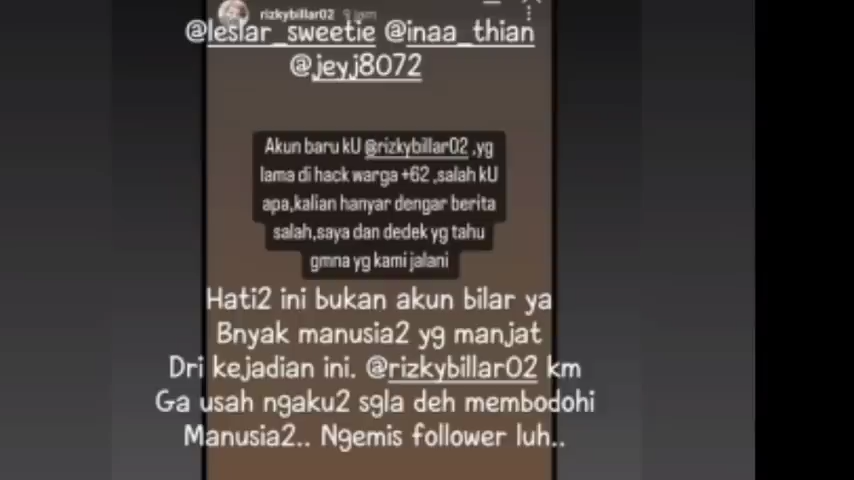 rizkybillar02 9 jam
@leslar_sweetie @inaa_thian
@jeyj8072
Akun baru kU @rizkybillar02 ,yg
lama di hack warga +62 ,salah kU
apa,kalian hanyar dengar berita
salah,saya dan dedek yg tahu
gmna yg kami jalani
Hati2 ini bukan akun bilar ya
Bnyak manusia2 yg manjat
Dri kejadian ini. @rizkybillar02 km
Ga usah ngaku2 sgla deh membodohi
Manusia2.. Ngemis follower luh..